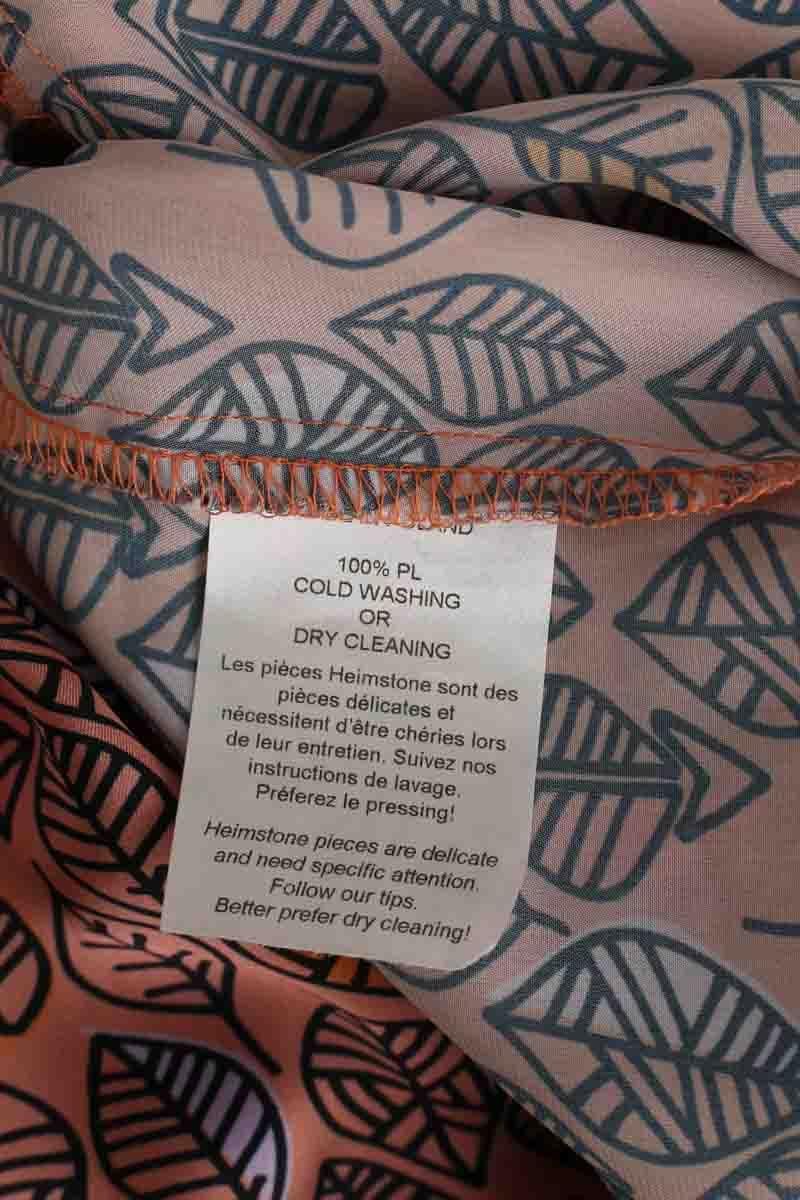 100% PL
COLD WASHING
OR
DRY CLEANING
Les pièces Heimstone sont des
pièces délicates et
nécessitent d'être chéries lors
de leur entretien. Suivez nos
instructions de lavage.
Préferez le pressing!
Heimstone pieces are delicate
and need specific attention.
Follow our tips.
Better prefer dry cleaning!